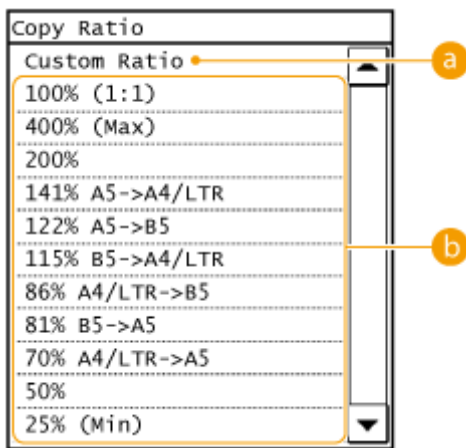 Copy Ratio
Custom Ratio
a
100% (1:1)
400% (Max)
200%
141% A5->A4/LTR
122% A5->B5
115% B5->A4/LTR
b
86% A4/LTR->B5
81% B5->A5
70% A4/LTR->A5
50%
25% (Min)